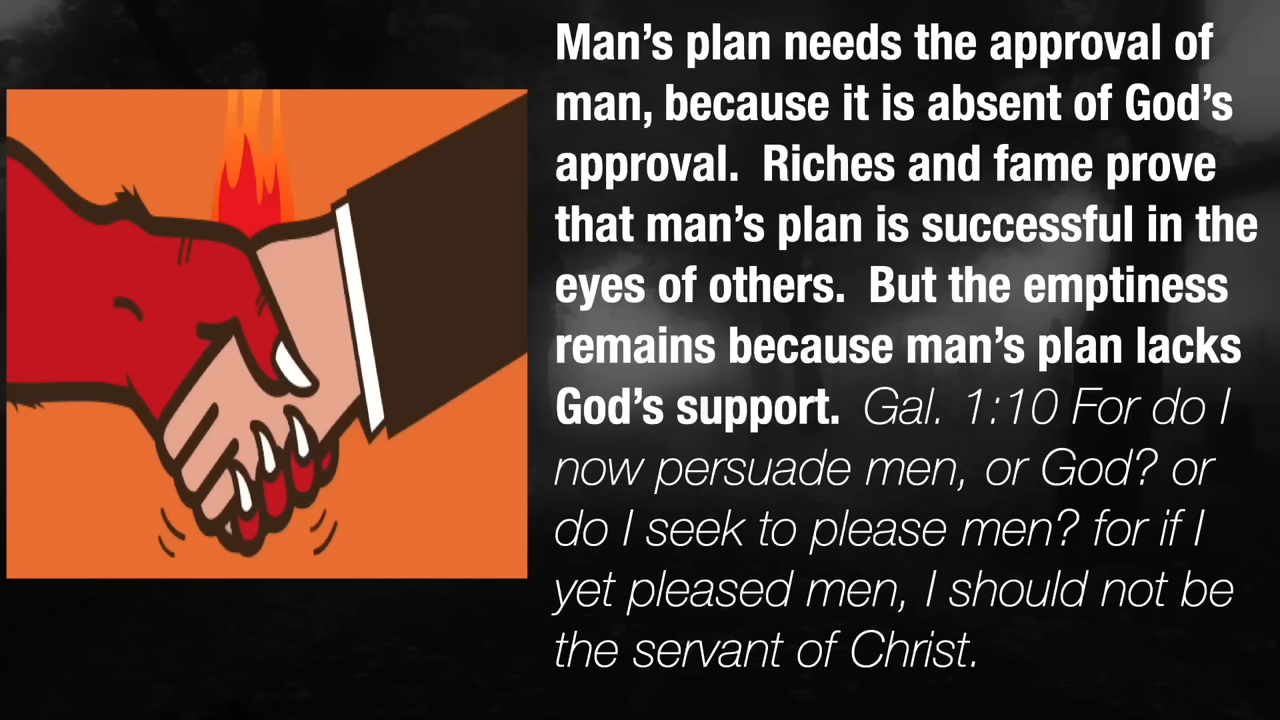 Man's plan needs the approval of
man, because it is absent of God's
approval.  Riches and fame prove
that man's plan is successful in the
eyes of others.  But the emptiness
remains because man's plan lacks
God's support.  Gal. 1:10 For do I
now persuade men, or God? or
do I seek to please men? for if I
yet pleased men, I should not be
the servant of Christ.